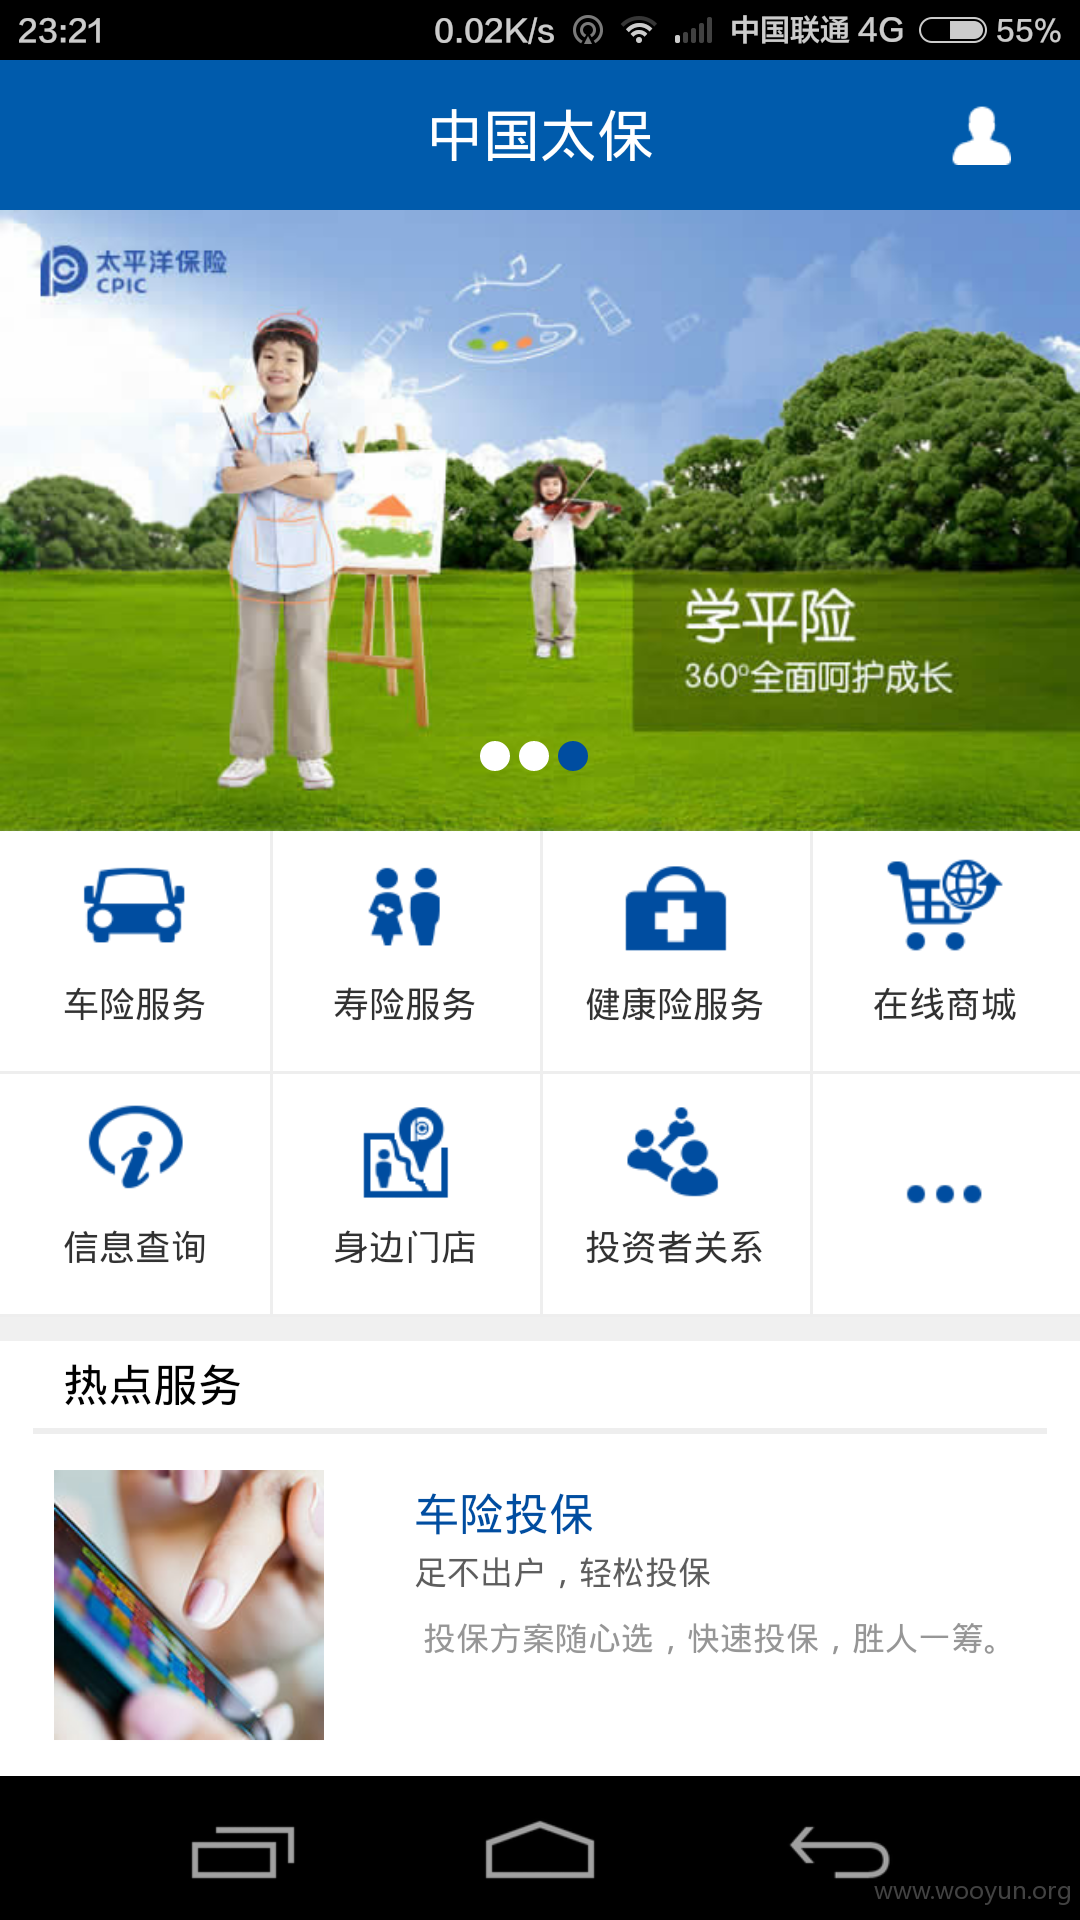 23:21 0.02K/s 中国联通 4G 55%
中国太保
太平洋保险
CPIC
学平险
360°全面呵护成长
车险服务 寿险服务 健康险服务 在线商城
信息查询 身边门店 投资者关系
热点服务
车险投保
足不出户，轻松投保
投保方案随心选，快速投保，胜人一筹。
www.wooyun.org